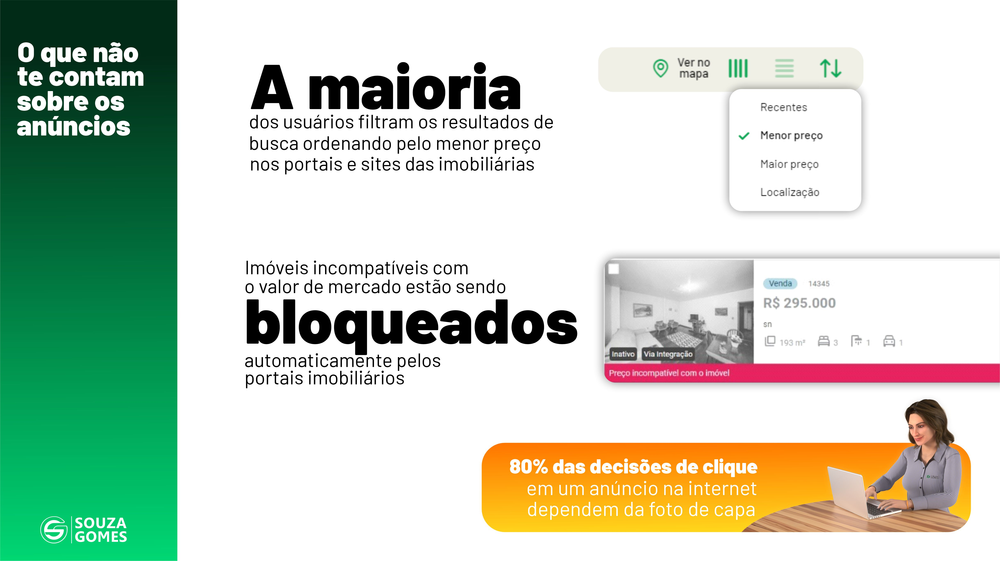 O que não
te contam
sobre os
anúncios
A maioria
dos usuários filtram os resultados de
busca ordenando pelo menor preço
nos portais e sites das imobiliárias
Ver no
mapa
Recentes
Menor preço
Maior preço
Localização
Imóveis incompatíveis com
o valor de mercado estão sendo
bloqueados
automaticamente pelos
portais imobiliários
Venda 14345
R$ 295.000
sn
193 m² 3 1 1
Inativo Via Integração
Preço incompatível com o imóvel
80% das decisões de clique
em um anúncio na internet
dependem da foto de capa
SOUZA
GOMES